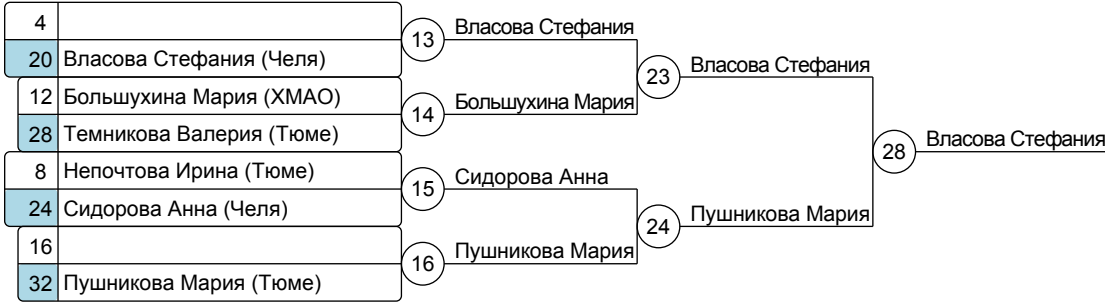 4
20 Власова Стефания (Челя)
12 Большухина Мария (ХМАО)
28 Темникова Валерия (Тюме)
8 Непочтова Ирина (Тюме)
24 Сидорова Анна (Челя)
16
32 Пушникова Мария (Тюме)
13 Власова Стефания
14 Большухина Мария
15 Сидорова Анна
16 Пушникова Мария
23 Власова Стефания
24 Пушникова Мария
28 Власова Стефания